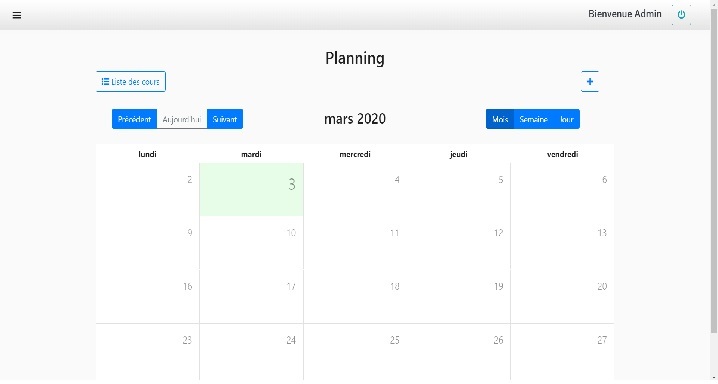 Bienvenue Admin
Planning
Liste des cours
+
Précédent Aujourd'hui Suivant
mars 2020
Mois Semaine Jour
lundi mardi mercredi jeudi vendredi
2 3 4 5 6
9 10 11 12 13
16 17 18 19 20
23 24 25 26 27